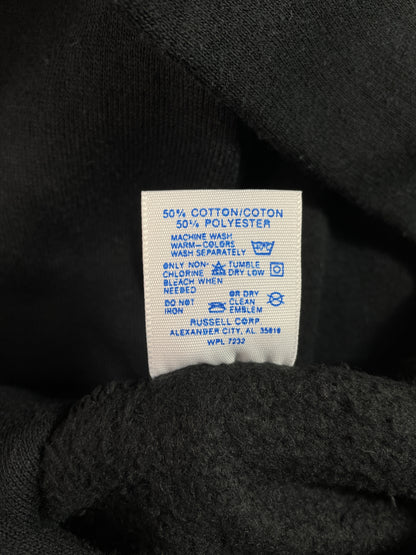 50% COTTON/COTON
50% POLYESTER
MACHINE WASH
WARM-COLORS
WASH SEPARATELY
ONLY NON- TUMBLE
CHLORINE DRY LOW
BLEACH WHEN
NEEDED
DO NOT OR DRY
IRON CLEAN
EMBLEM
RUSSELL CORP
ALEXANDER CITY, AL 35010
WPL 7232